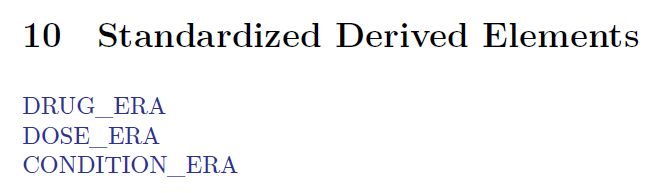 10 Standardized Derived Elements
DRUG_ERA
DOSE_ERA
CONDITION_ERA